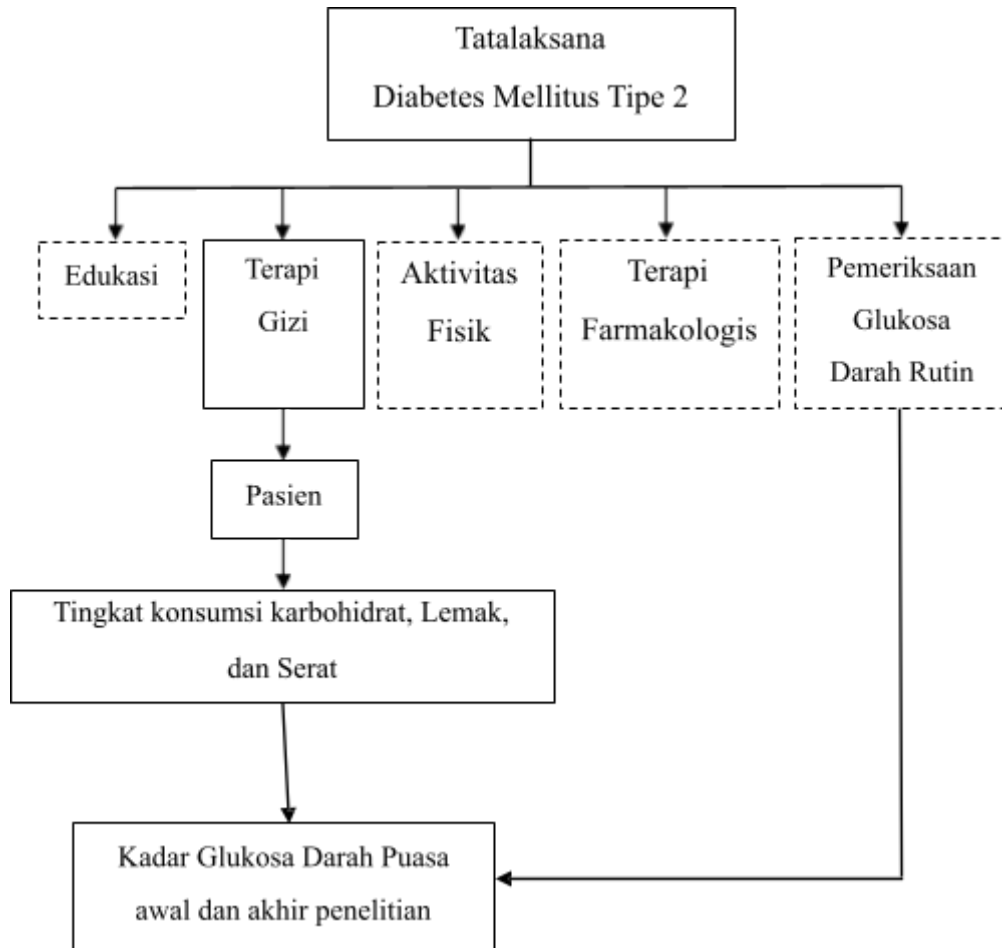 Tatalaksana
Diabetes Mellitus Tipe 2
Edukasi
Terapi
Gizi
Aktivitas
Fisik
Terapi
Farmakologis
Pemeriksaan
Glukosa
Darah Rutin
Pasien
Tingkat konsumsi karbohidrat, Lemak,
dan Serat
Kadar Glukosa Darah Puasa
awal dan akhir penelitian